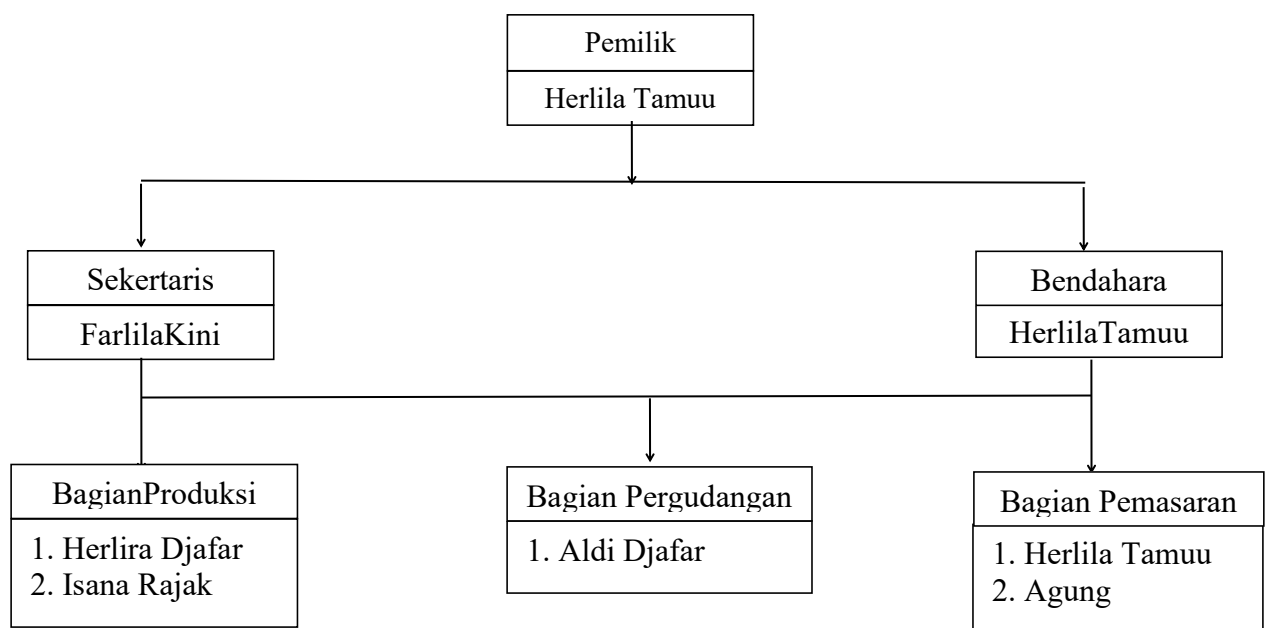 Pemilik
Herlila Tamuu
Sekertaris
FarlilaKini
Bendahara
HerlilaTamuu
BagianProduksi
1. Herlira Djafar
2. Isana Rajak
Bagian Pergudangan
1. Aldi Djafar
Bagian Pemasaran
1. Herlila Tamuu
2. Agung